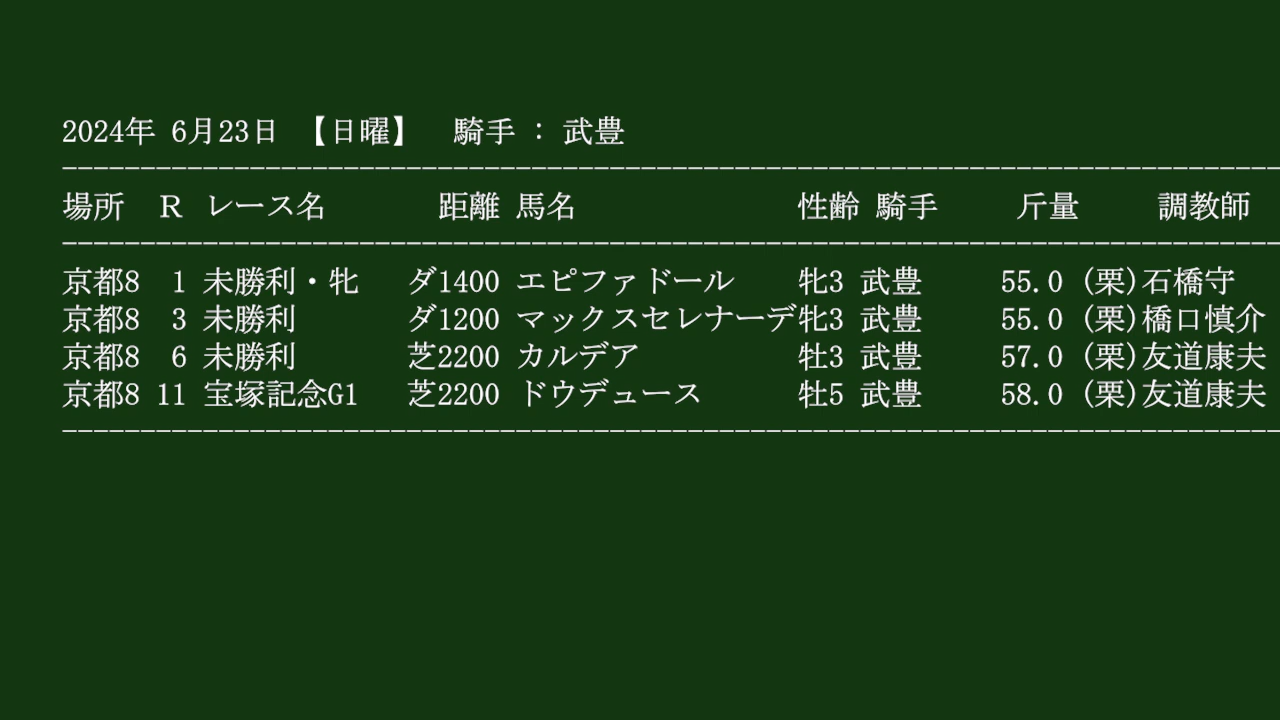 2024年 6月23日 【日曜】 騎手 : 武豊
場所 R レース名 距離 馬名 性齢 騎手 斤量 調教師
京都8 1 未勝利・牝 ダ1400 エピファドール 牝3 武豊 55.0 (栗)石橋守
京都8 3 未勝利 ダ1200 マックスセレナーデ牝3 武豊 55.0 (栗)橋口慎介
京都8 6 未勝利 芝2200 カルデア 牡3 武豊 57.0 (栗)友道康夫
京都8 11 宝塚記念G1 芝2200 ドウデュース 牡5 武豊 58.0 (栗)友道康夫